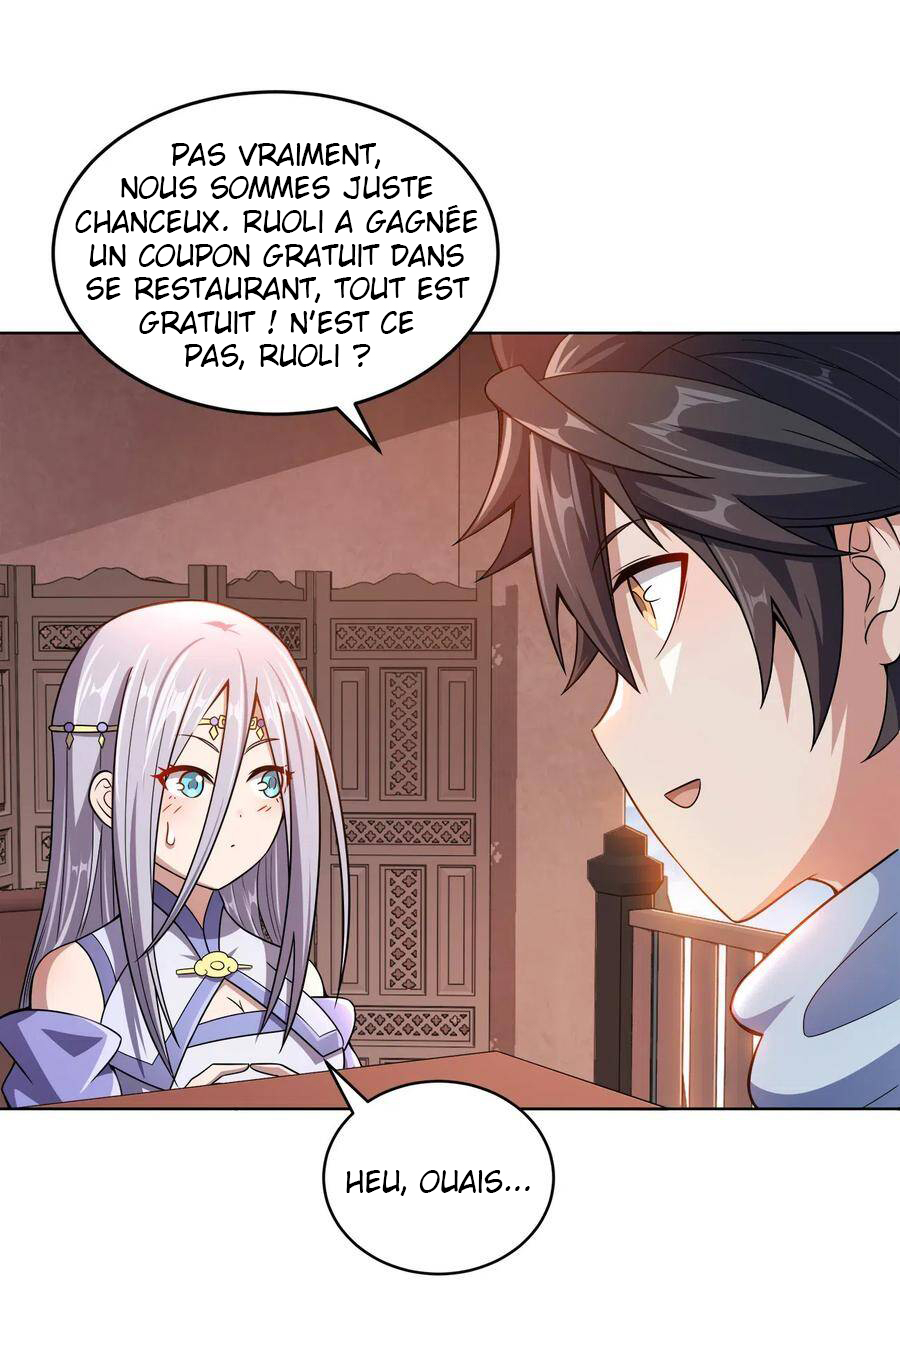 PAS VRAIMENT,
NOUS SOMMES JUSTE
CHANCEUX. RUOLI A GAGNÉE
UN COUPON GRATUIT DANS
SE RESTAURANT, TOUT EST
GRATUIT ! N'EST CE
PAS, RUOLI ?
HEU, OUAIS...